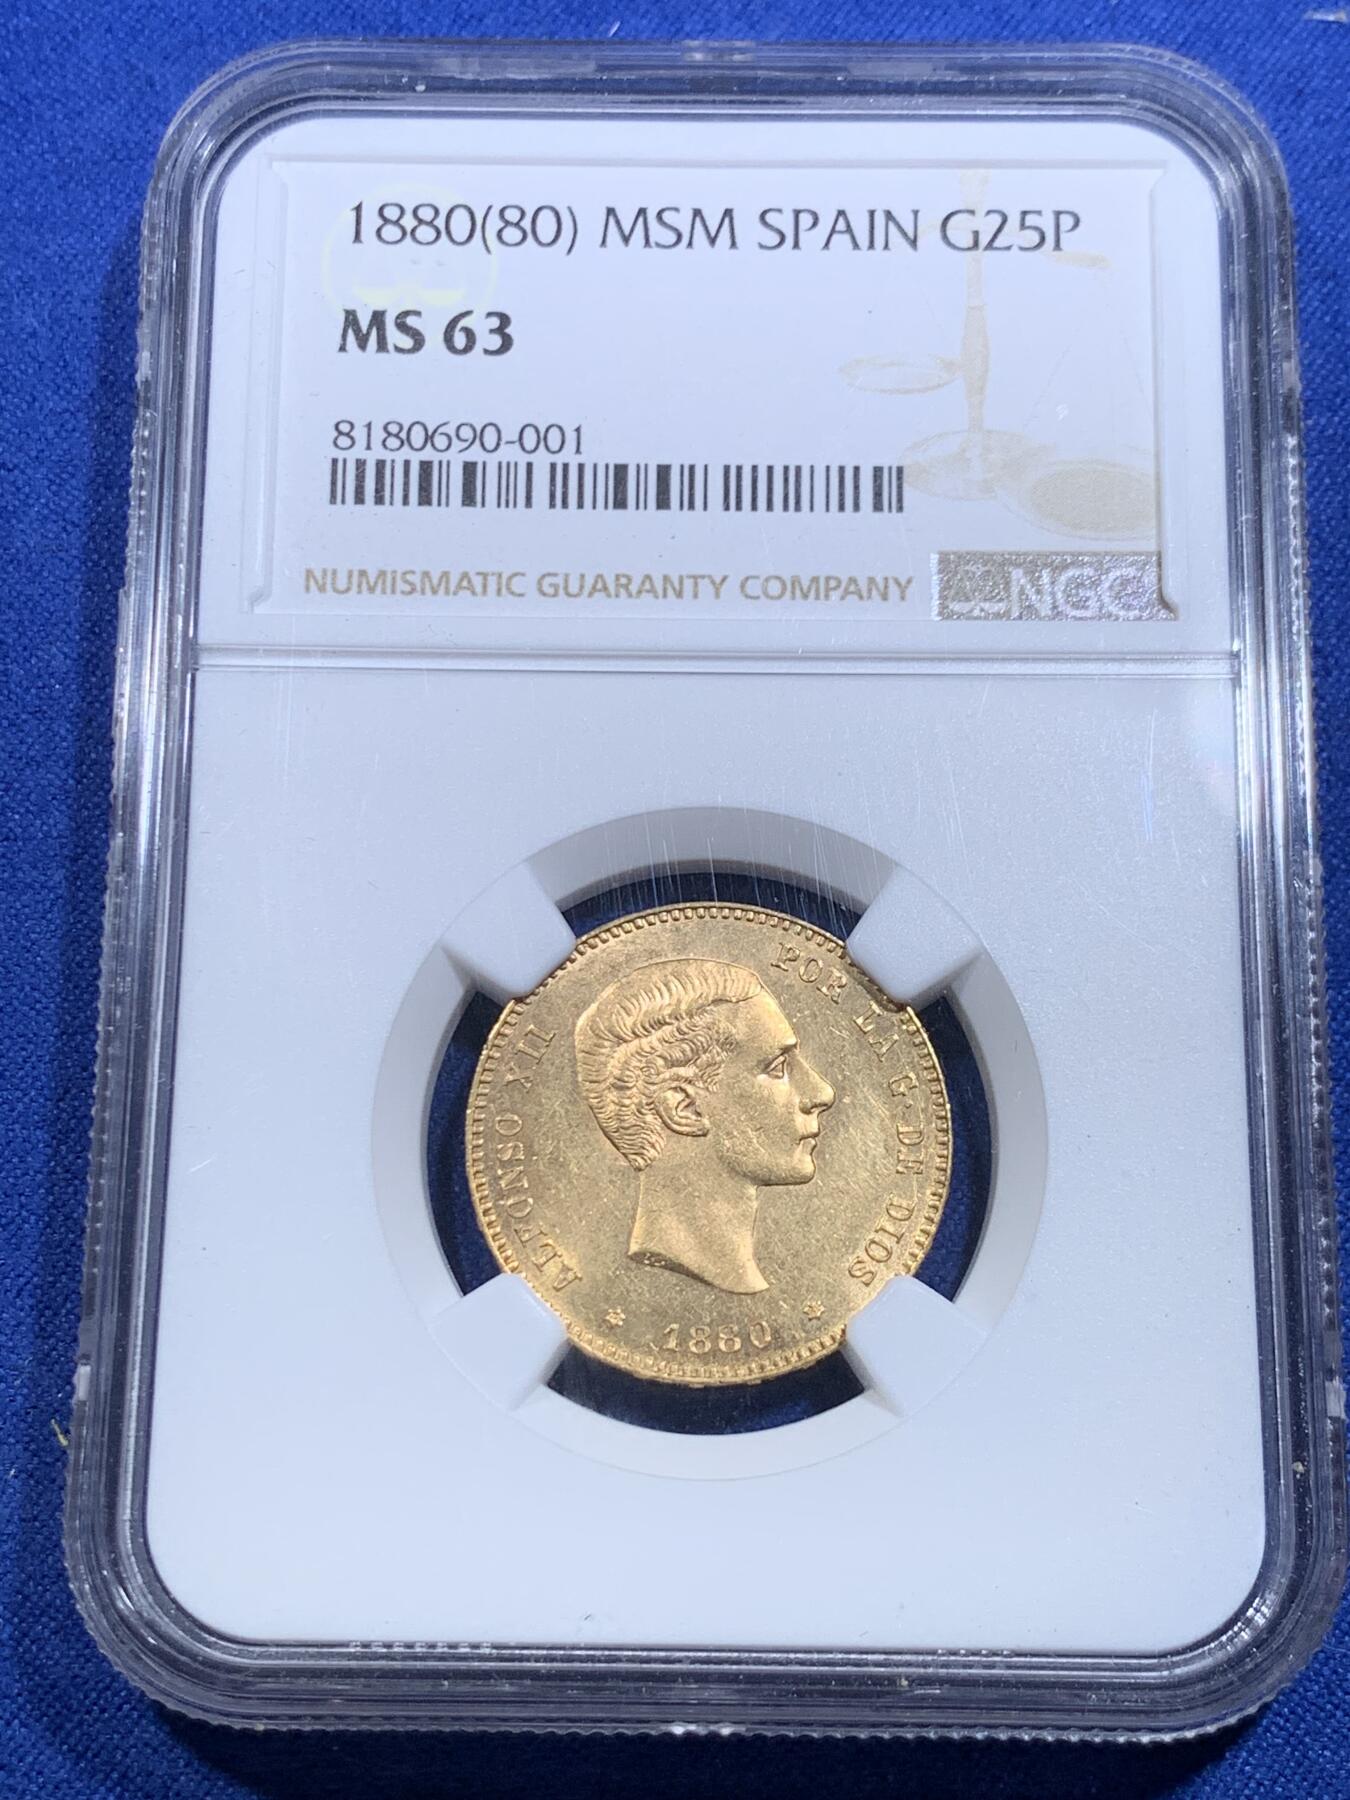 1880(80) MSM SPAIN G25P
MS 63
8180690-001
NUMISMATIC GUARANTY COMPANY
NGC
ALFONSO XII POR LA G· DE DIOS
* 1880 *